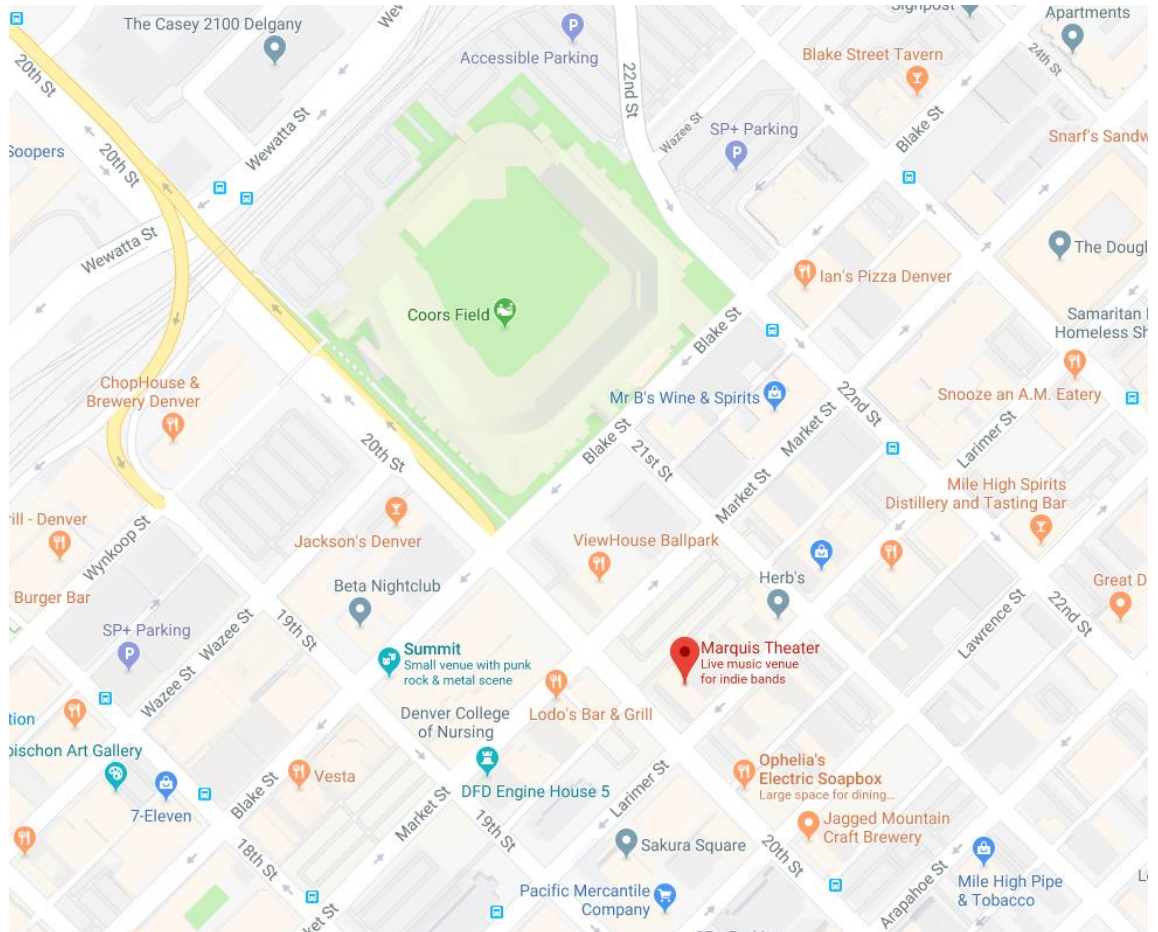 Signpost
The Casey 2100 Delgany
Apartments
Accessible Parking
Blake Street Tavern
24th St
20th St
22nd St
Wazee St
SP+ Parking
Blake St
Snarf's Sandw
Soopers
20th St
Wewatta St
Wewatta St
The Dougl
Ian's Pizza Denver
Coors Field
Blake St
Samaritan
Homeless Sh
ChopHouse &
Brewery Denver
Mr B's Wine & Spirits
Snooze an A.M. Eatery
22nd St
Market St
Larimer St
20th St
Blake St
21st St
Market St
Mile High Spirits
Distillery and Tasting Bar
rill - Denver
Jackson's Denver
ViewHouse Ballpark
Wynkoop St
Burger Bar
Beta Nightclub
Herb's
Great D
22nd St
Lawrence St
SP+ Parking
Wazee St
19th St
Summit
Small venue with punk
rock & metal scene
Marquis Theater
Live music venue
for indie bands
Wazee St
Denver College
of Nursing
Lodo's Bar & Grill
tion
bischon Art Gallery
Vesta
Ophelia's
Electric Soapbox
Large space for dining...
7-Eleven
Blake St
Market St
DFD Engine House 5
Larimer St
19th St
Jagged Mountain
Craft Brewery
Sakura Square
20th St
18th St
Pacific Mercantile
Company
Arapahoe St
Mile High Pipe
& Tobacco
ket St